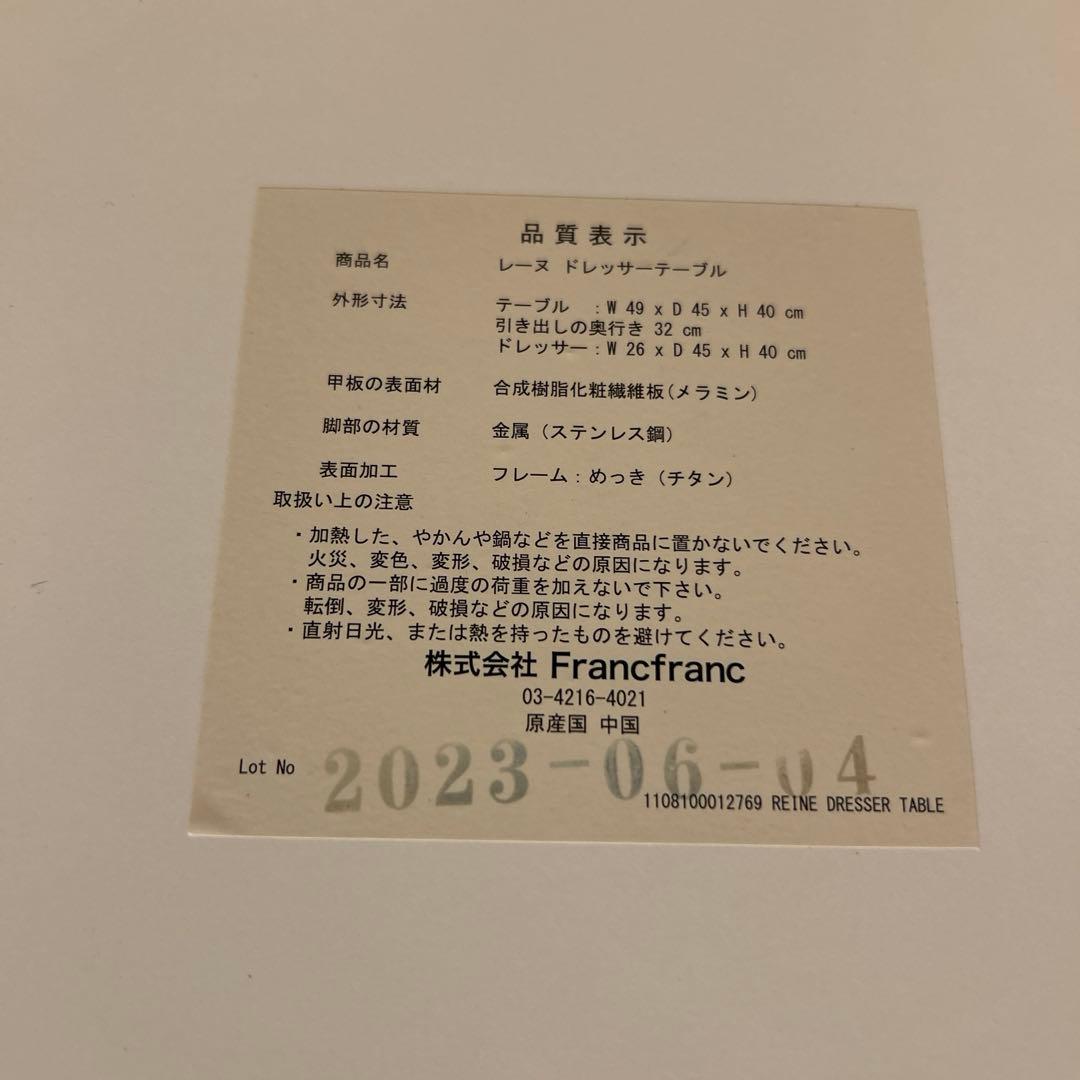 品質表示
商品名 レーヌ ドレッサーテーブル
外形寸法 テーブル :W 49 x D 45 x H 40 cm
引き出しの奥行き 32 cm
ドレッサー:W 26 x D 45 x H 40 cm
甲板の表面材 合成樹脂化粧繊維板(メラミン)
脚部の材質 金属 (ステンレス鋼)
表面加工 フレーム:めっき (チタン)
取扱い上の注意
・加熱した、やかんや鍋などを直接商品に置かないでください。
火災、変色、変形、破損などの原因になります。
・商品の一部に過度の荷重を加えないで下さい。
転倒、変形、破損などの原因になります。
・直射日光、または熱を持ったものを避けてください。
株式会社 Francfranc
03-4216-4021
原産国 中国
Lot No 2023-06-04
1108100012769 REINE DRESSER TABLE